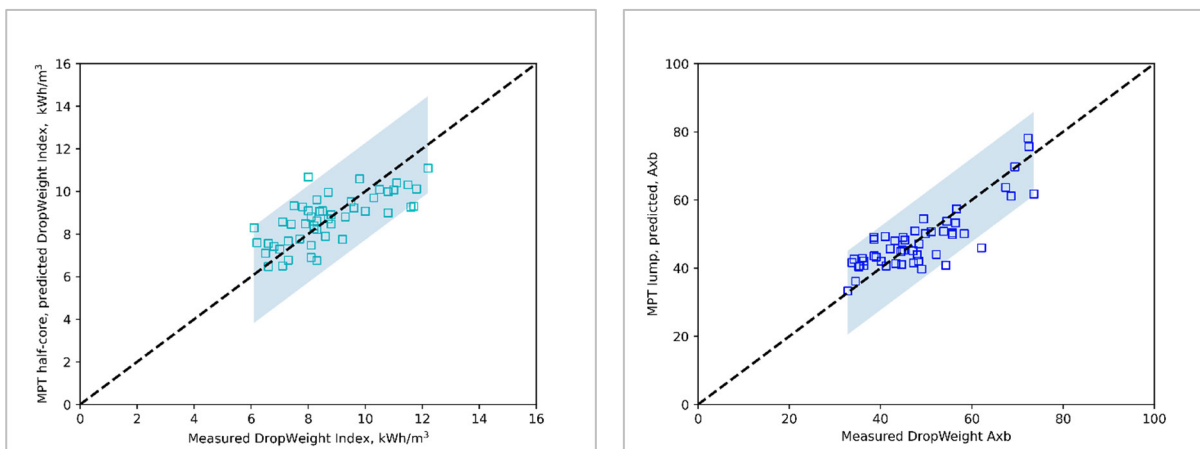 MPT half-core, predicted DropWeight Index, kWh/m³
16
14
12
10
8
6
4
2
0
0 2 4 6 8 10 12 14 16
Measured DropWeight Index, kWh/m³
MPT lump, predicted, Axb
100
80
60
40
20
0
0 20 40 60 80 100
Measured DropWeight Axb